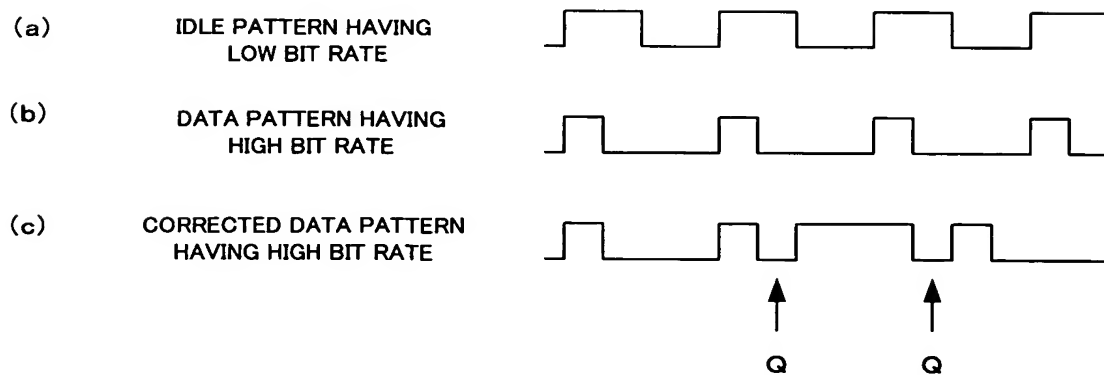 (a)
IDLE PATTERN HAVING
LOW BIT RATE
(b)
DATA PATTERN HAVING
HIGH BIT RATE
(c)
CORRECTED DATA PATTERN
HAVING HIGH BIT RATE
Q Q